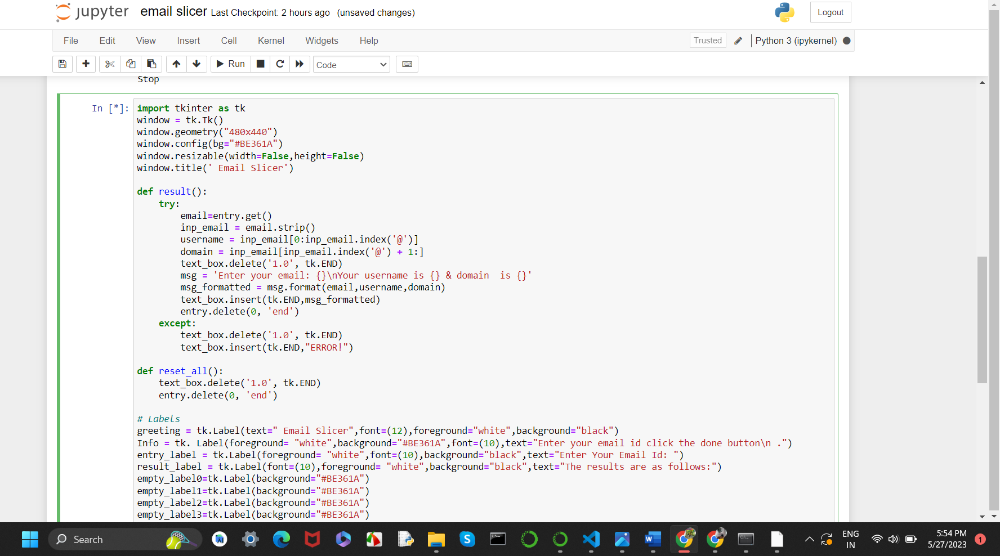 jupyter email slicer Last Checkpoint: 2 hours ago (unsaved changes) Logout
File Edit View Insert Cell Kernel Widgets Help Trusted Python 3 (ipykernel)
Run Code
Stop
In [*]: import tkinter as tk
window = tk.Tk()
window.geometry("480x440")
window.config(bg="#BE361A")
window.resizable(width=False,height=False)
window.title(' Email Slicer')
def result():
    try:
        email=entry.get()
        inp_email = email.strip()
        username = inp_email[0:inp_email.index('@')]
        domain = inp_email[inp_email.index('@') + 1:]
        text_box.delete('1.0', tk.END)
        msg = 'Enter your email: {}\nYour username is {} & domain  is {}'
        msg_formatted = msg.format(email,username,domain)
        text_box.insert(tk.END,msg_formatted)
        entry.delete(0, 'end')
    except:
        text_box.delete('1.0', tk.END)
        text_box.insert(tk.END,"ERROR!")
def reset_all():
    text_box.delete('1.0', tk.END)
    entry.delete(0, 'end')
# Labels
greeting = tk.Label(text=" Email Slicer",font=(12),foreground="white",background="black")
Info = tk. Label(foreground= "white",background="#BE361A",font=(10),text="Enter your email id click the done button\n .")
entry_label = tk.Label(foreground= "white",font=(10),background="black",text="Enter Your Email Id: ")
result_label = tk.Label(font=(10),foreground= "white",background="black",text="The results are as follows:")
empty_label0=tk.Label(background="#BE361A")
empty_label1=tk.Label(background="#BE361A")
empty_label2=tk.Label(background="#BE361A")
empty_label3=tk.Label(background="#BE361A")
Search ENG IN 5:54 PM
5/27/2023 1